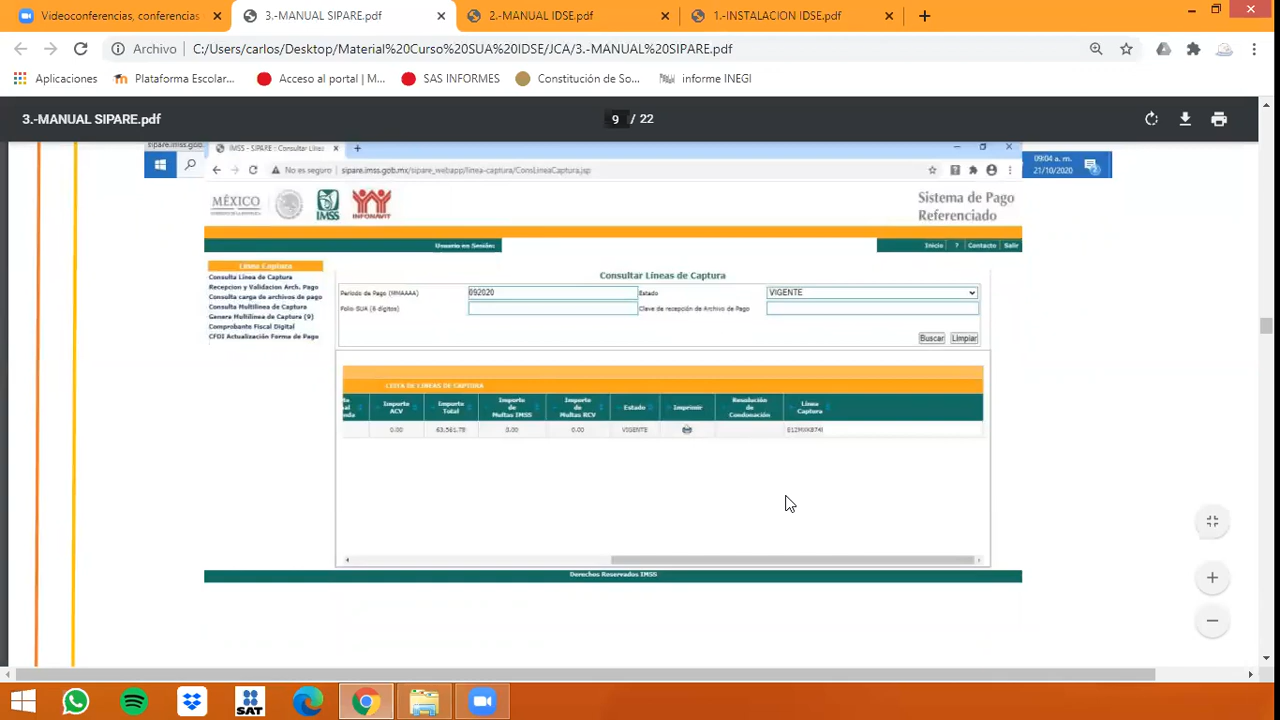 Videoconferencias, conferencias
3.-MANUAL SIPARE.pdf
2.-MANUAL IDSE.pdf
1.-INSTALACION IDSE.pdf
Archivo
C:/Users/carlos/Desktop/Material%20Curso%20SUA%20IDSE/JCA/3.-MANUAL%20SIPARE.pdf
Aplicaciones
Plataforma Escolar...
Acceso al portal | M...
SAS INFORMES
Constitución de So...
informe INEGI
3.-MANUAL SIPARE.pdf
9 / 22
IMSS - SIPARE : Consultar Línea
09:04 a. m.
21/10/2020
No es seguro
sipare.imss.gob.mx/sipare_webapp/linea-captura/ConsLineaCaptura.jsp
MÉXICO
IMSS
INFONAVIT
Sistema de Pago
Referenciado
Usuario en Sesión:
Inicio ? Contacto Salir
Línea Captura
Consulta Línea de Captura
Recepcion y Validacion Arch. Pago
Consulta carga de archivos de pago
Consulta Multilínea de Captura
Genera Multilínea de Captura (9)
Comprobante Fiscal Digital
CFDI Actualización Forma de Pago
Consultar Líneas de Captura
Período de Pago (MMAAAA) 092020 Estado VIGENTE
Folio SUA (6 dígitos) Clave de recepción de Archivo de Pago
Buscar Limpiar
LISTA DE LINEAS DE CAPTURA
Importe ACV
Importe Total
Importe de Multas IMSS
Importe de Multas RCV
Estado
Imprimir
Resolución de Condonación
Línea Captura
0.00 63,561.79 0.00 0.00 VIGENTE
Derechos Reservados IMSS
SAT